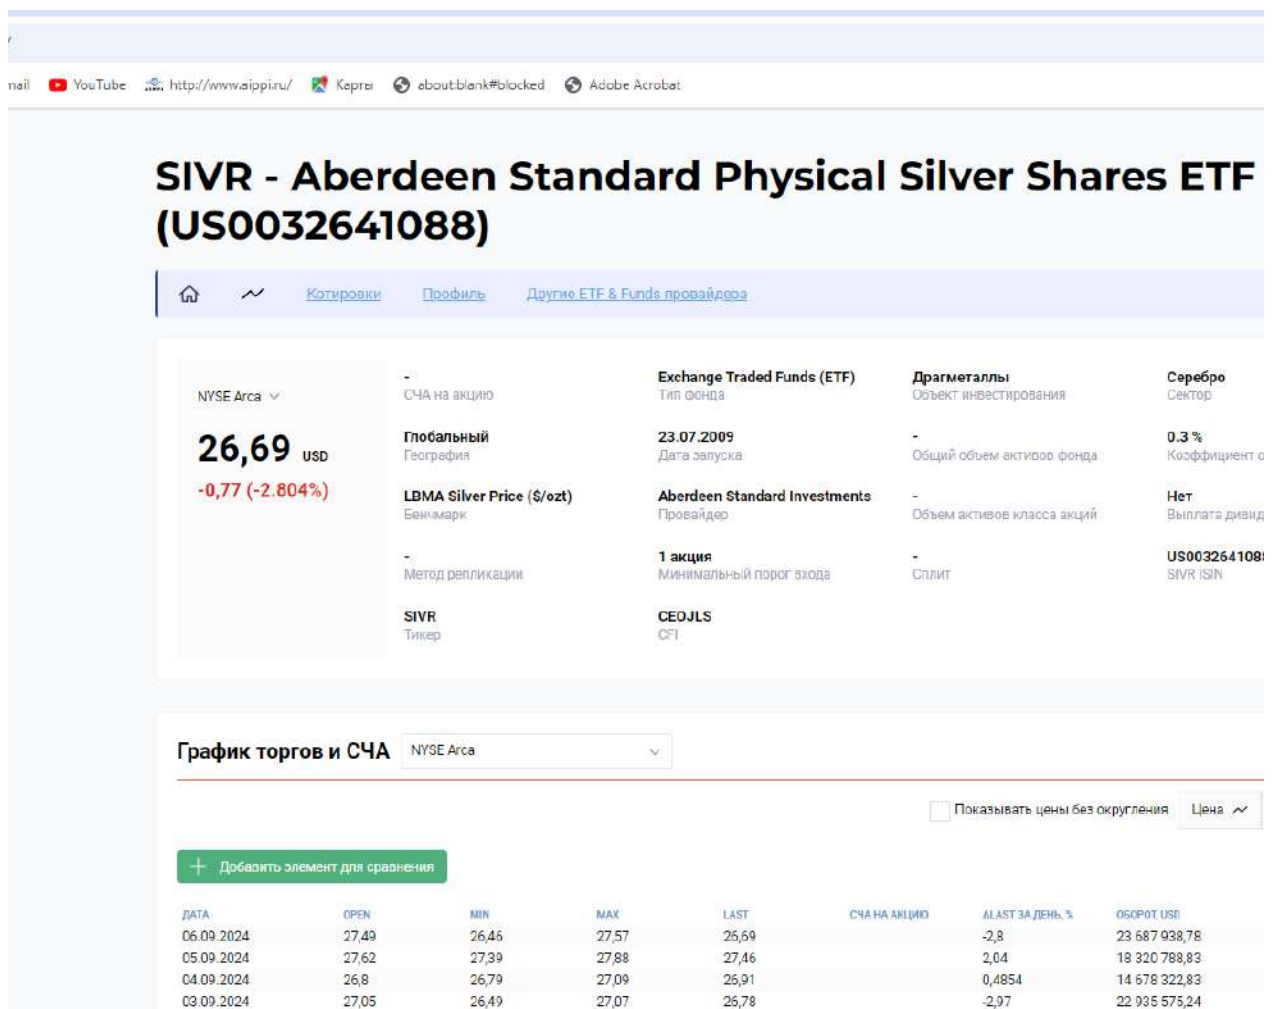 YouTube http://www.aippi.ru/ Карты about:blank#blocked Adobe Acrobat
SIVR - Aberdeen Standard Physical Silver Shares ETF
(US0032641088)
Котировки Профиль Другие ETF & Funds провайдера
NYSE Arca
26,69 USD
-0,77 (-2.804%)
-
СЧА на акцию
Exchange Traded Funds (ETF)
Тип фонда
Драгметаллы
Объект инвестирования
Серебро
Сектор
Глобальный
География
23.07.2009
Дата запуска
-
Общий объем активов фонда
0.3 %
Коэффициент
LBMA Silver Price ($/ozt)
Бенчмарк
Aberdeen Standard Investments
Провайдер
-
Объем активов класса акций
Нет
Выплата
-
Метод репликации
1 акция
Минимальный порог входа
-
Сплит
US0032641088
SIVR ISIN
SIVR
Тикер
CEOJLS
CFI
График торгов и СЧА NYSE Arca
Показывать цены без округления Цена
Добавить элемент для сравнения
ДАТА OPEN MIN MAX LAST СЧА НА АКЦИЮ ΔLAST ЗА ДЕНЬ, % ОБОРОТ, USD
06.09.2024 27,49 26,46 27,57 26,69 -2,8 23 687 938,78
05.09.2024 27,62 27,39 27,88 27,46 2,04 18 320 788,83
04.09.2024 26,8 26,79 27,09 26,91 0,4854 14 678 322,83
03.09.2024 27,05 26,49 27,07 26,78 -2,97 22 935 575,24